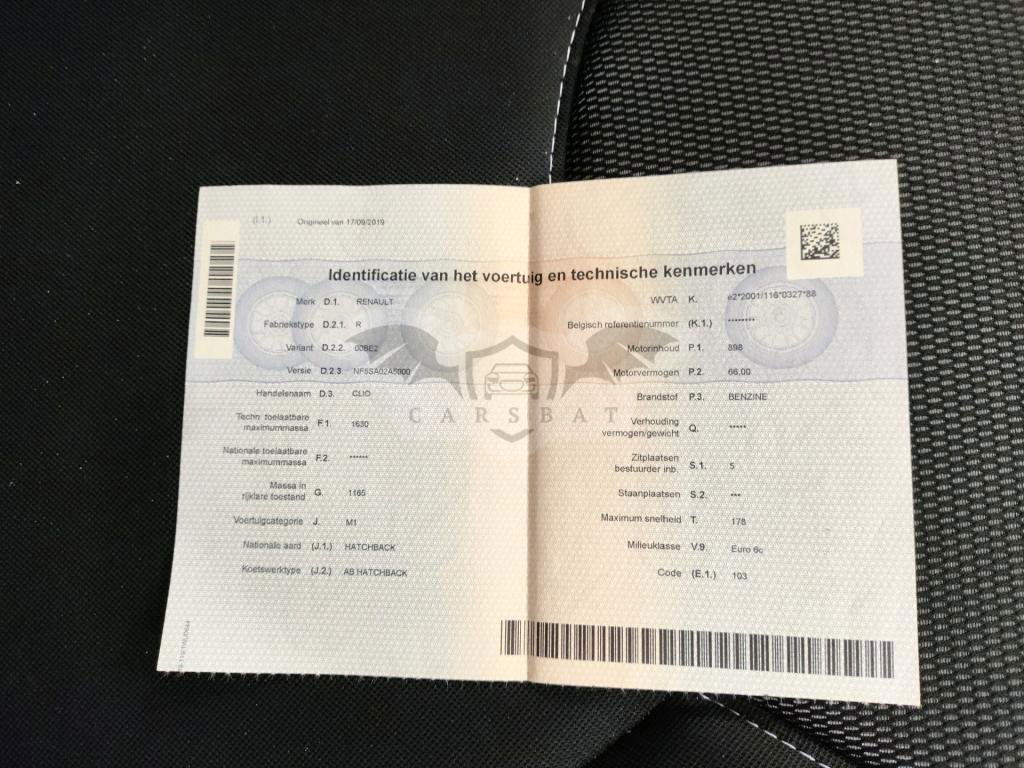 (I.1.) Origineel van 17/09/2019
Identificatie van het voertuig en technische kenmerken
Merk D.1. RENAULT
Fabriekstype D.2.1. R
Variant D.2.2. 00BE2
Versie D.2.3. NF5SA02A5000
Handelsnaam D.3. CLIO
Techn. toelaatbare
maximummassa F.1. 1630
Nationale toelaatbare
maximummassa F.2. ******
Massa in
rijklare toestand G. 1165
Voertuigcategorie J. M1
Nationale aard (J.1.) HATCHBACK
Koetswerktype (J.2.) AB HATCHBACK
WVTA K. e2*2001/116*0327*88
Belgisch referentienummer (K.1.) ********
Motorinhoud P.1. 898
Motorvermogen P.2. 66.00
Brandstof P.3. BENZINE
Verhouding
vermogen/gewicht Q. *****
Zitplaatsen
bestuurder inb. S.1. 5
Staanplaatsen S.2. ***
Maximum snelheid T. 178
Milieuklasse V.9. Euro 6c
Code (E.1.) 103
CARSBAT